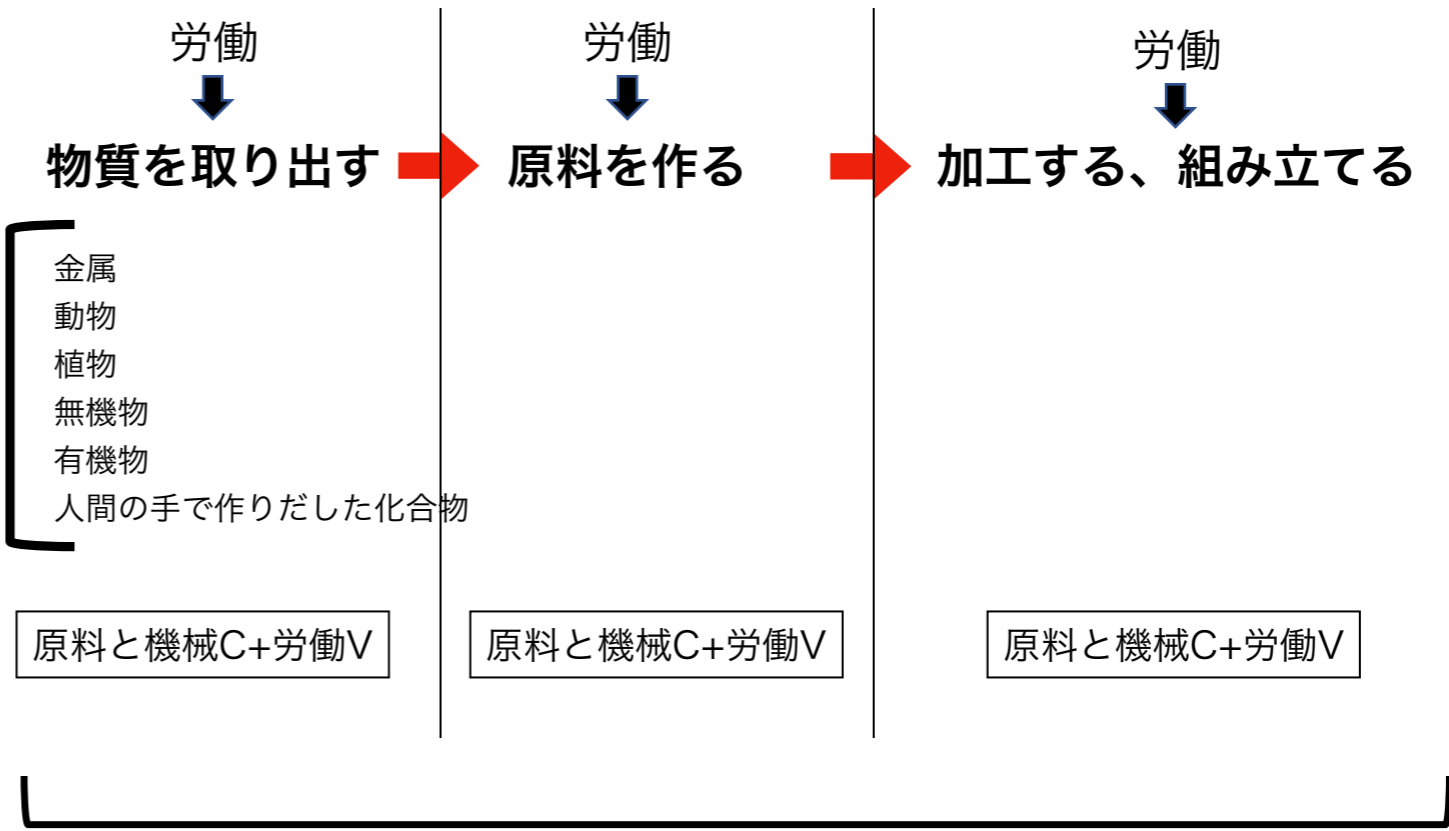 労働
労働
労働
物質を取り出す
原料を作る
加工する、組み立てる
金属
動物
植物
無機物
有機物
人間の手で作りだした化合物
原料と機械C+労働V
原料と機械C+労働V
原料と機械C+労働V